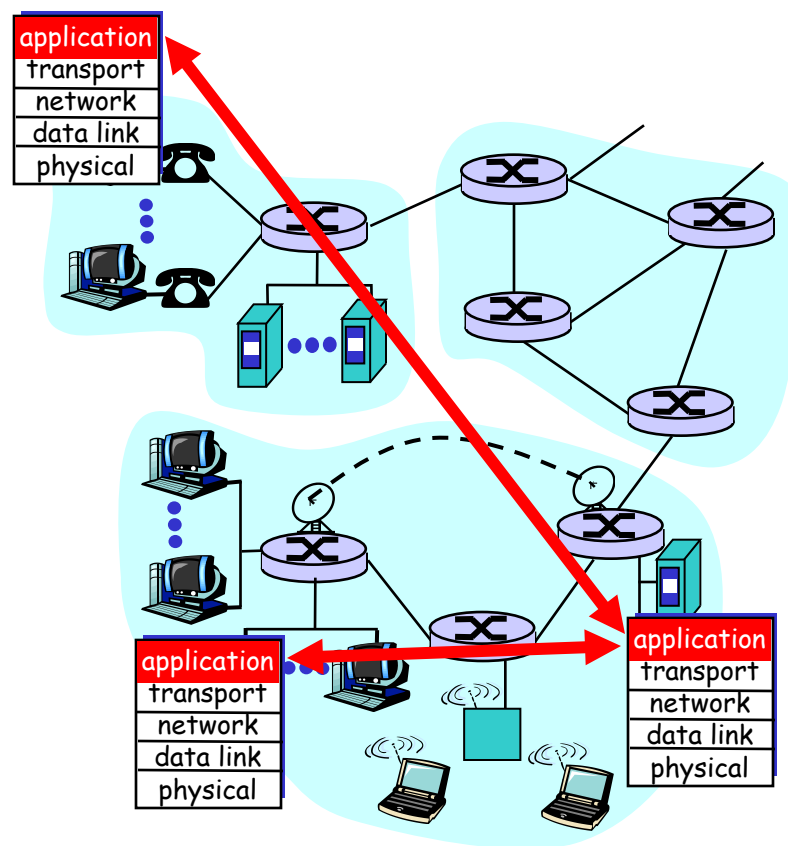 application
transport
network
data link
physical
application
transport
network
data link
physical
application
transport
network
data link
physical